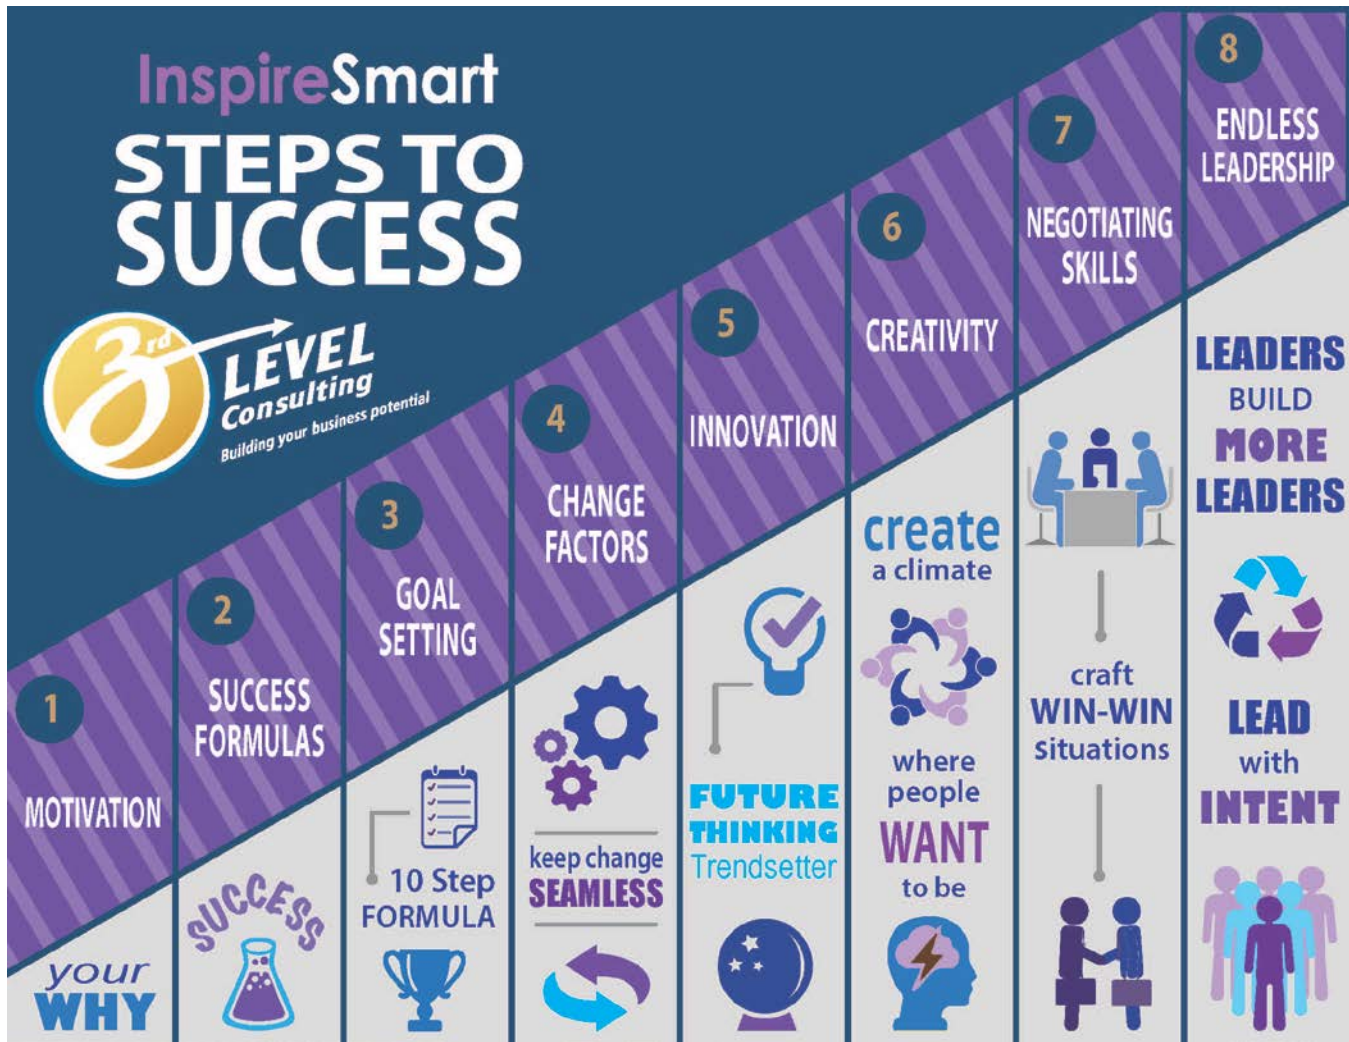 InspireSmart
STEPS TO
SUCCESS
3rd
LEVEL
Consulting
Building your business potential
1
MOTIVATION
your
WHY
2
SUCCESS
FORMULAS
SUCCESS
3
GOAL
SETTING
10 Step
FORMULA
4
CHANGE
FACTORS
keep change
SEAMLESS
5
INNOVATION
FUTURE
THINKING
Trendsetter
6
CREATIVITY
create
a climate
where
people
WANT
to be
7
NEGOTIATING
SKILLS
craft
WIN-WIN
situations
8
ENDLESS
LEADERSHIP
LEADERS
BUILD
MORE
LEADERS
LEAD
with
INTENT